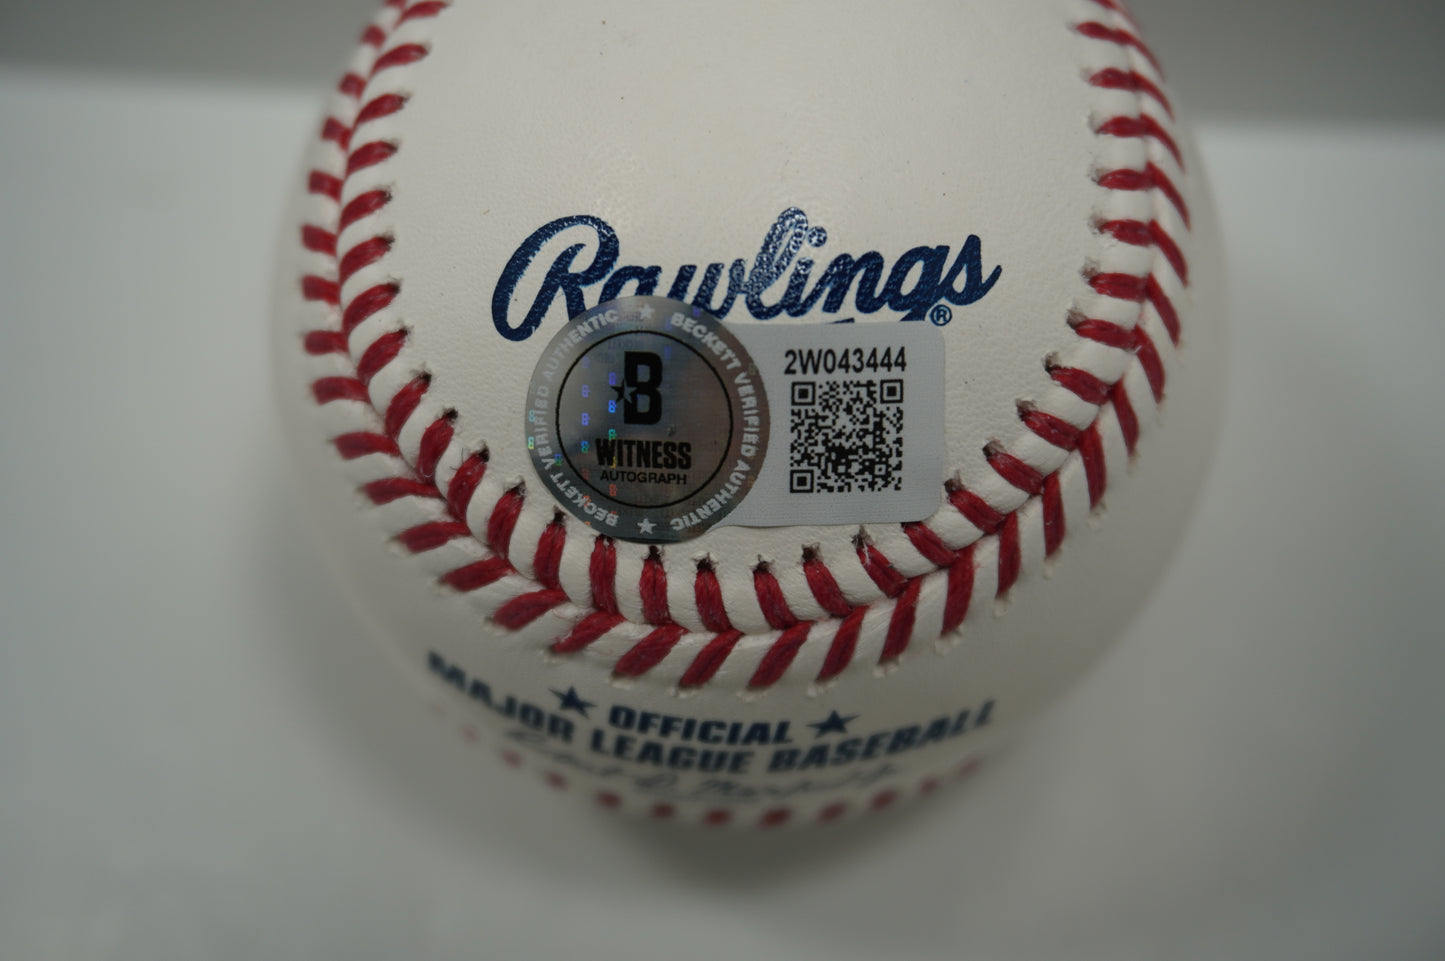 Rawlings®
BECKETT VERIFIED AUTHENTIC ★ BECKETT VERIFIED AUTHENTIC ★
B
WITNESS
AUTOGRAPH
2W043444
★ OFFICIAL ★
MAJOR LEAGUE BASEBALL